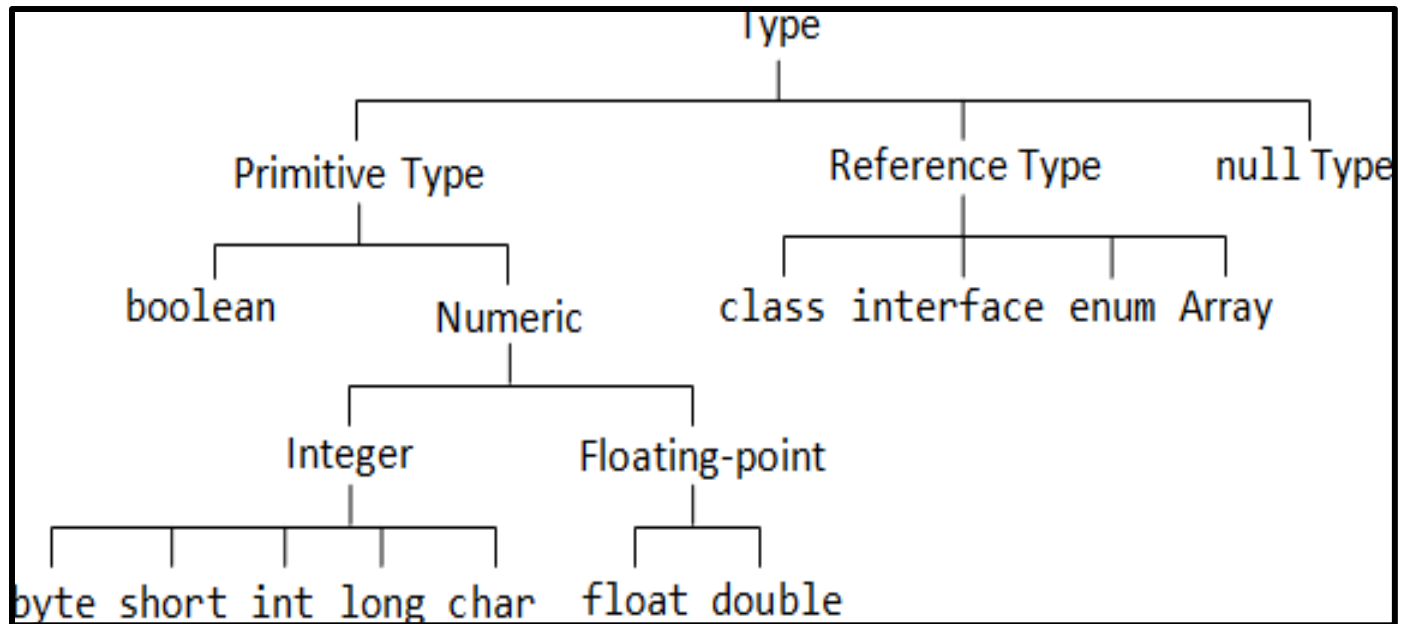 Type
Primitive Type Reference Type null Type
boolean Numeric class interface enum Array
Integer Floating-point
byte short int long char float double